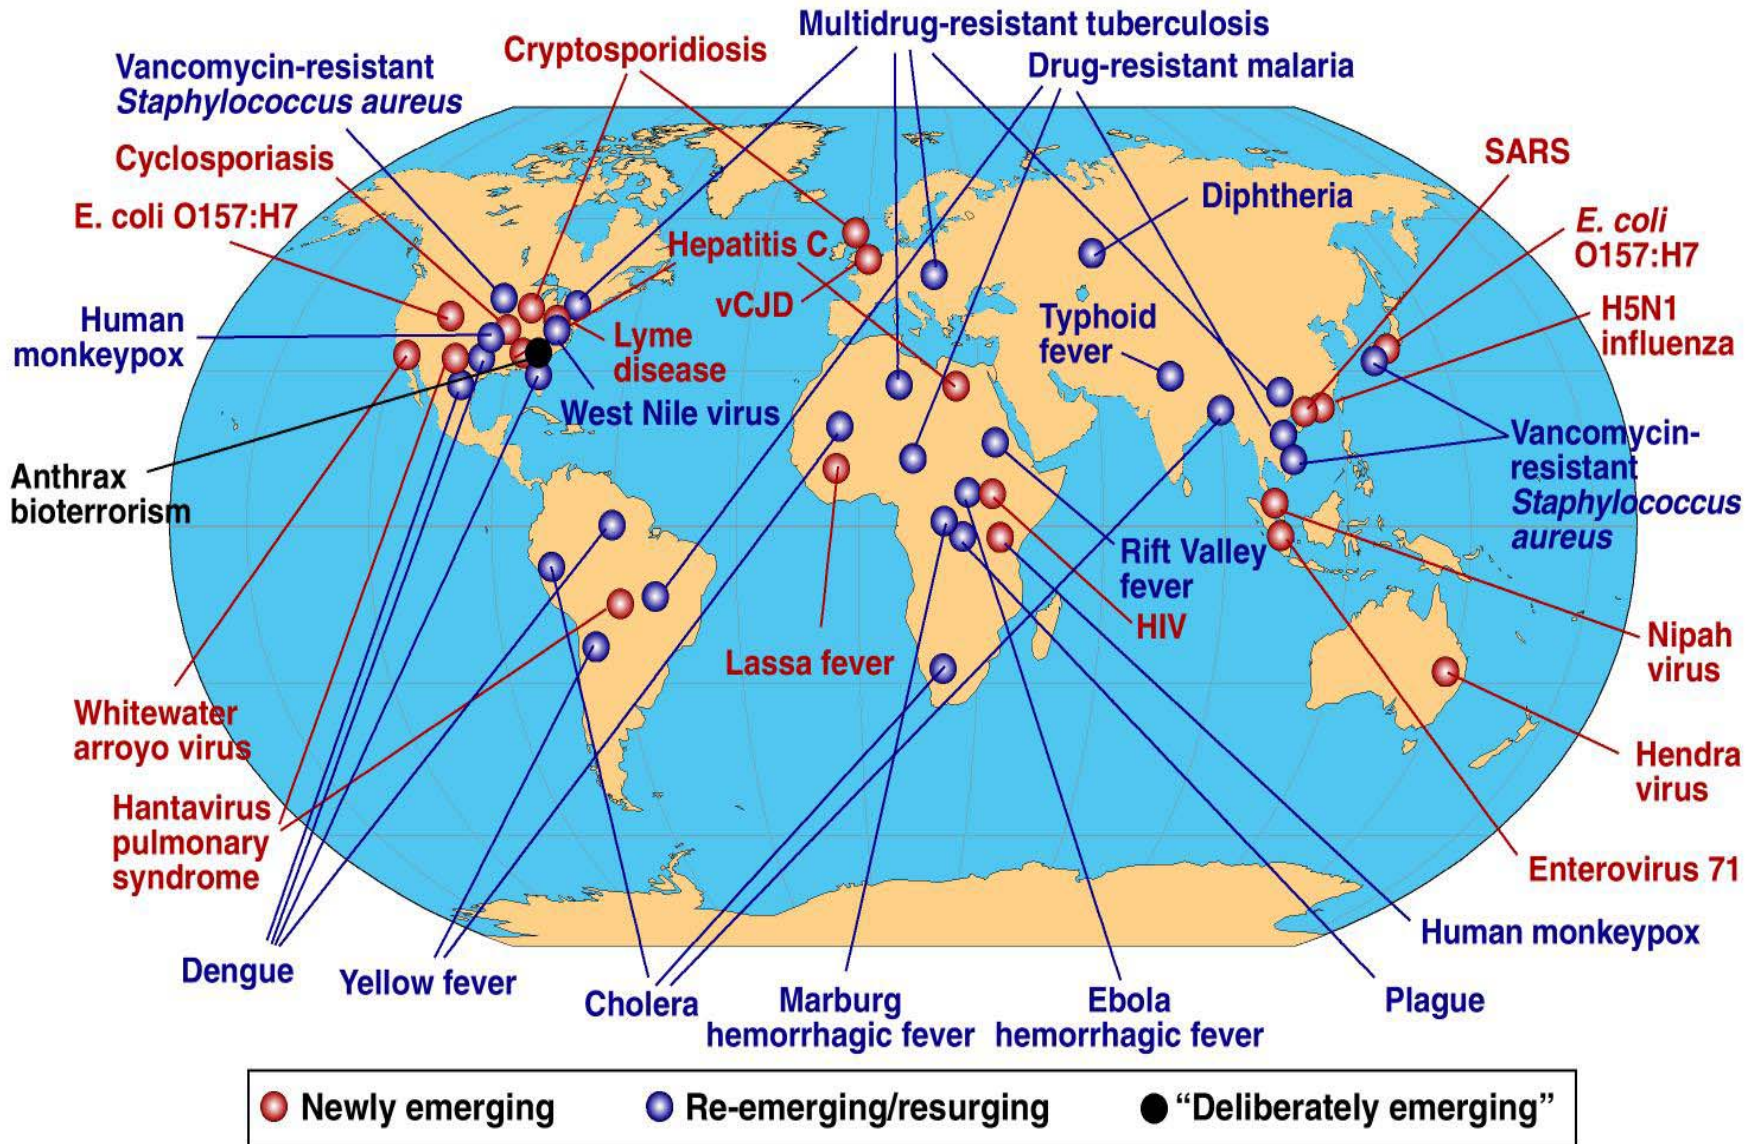 Multidrug-resistant tuberculosis
Cryptosporidiosis
Drug-resistant malaria
Vancomycin-resistant
Staphylococcus aureus
Cyclosporiasis
SARS
Diphtheria
E. coli O157:H7
E. coli
O157:H7
Hepatitis C
vCJD
H5N1
influenza
Human
monkeypox
Typhoid
fever
Lyme
disease
West Nile virus
Vancomycin-
resistant
Staphylococcus
aureus
Anthrax
bioterrorism
Rift Valley
fever
HIV
Lassa fever
Nipah
virus
Whitewater
arroyo virus
Hendra
virus
Hantavirus
pulmonary
syndrome
Enterovirus 71
Human monkeypox
Dengue
Yellow fever
Cholera
Marburg
hemorrhagic fever
Ebola
hemorrhagic fever
Plague
Newly emerging
Re-emerging/resurging
“Deliberately emerging”